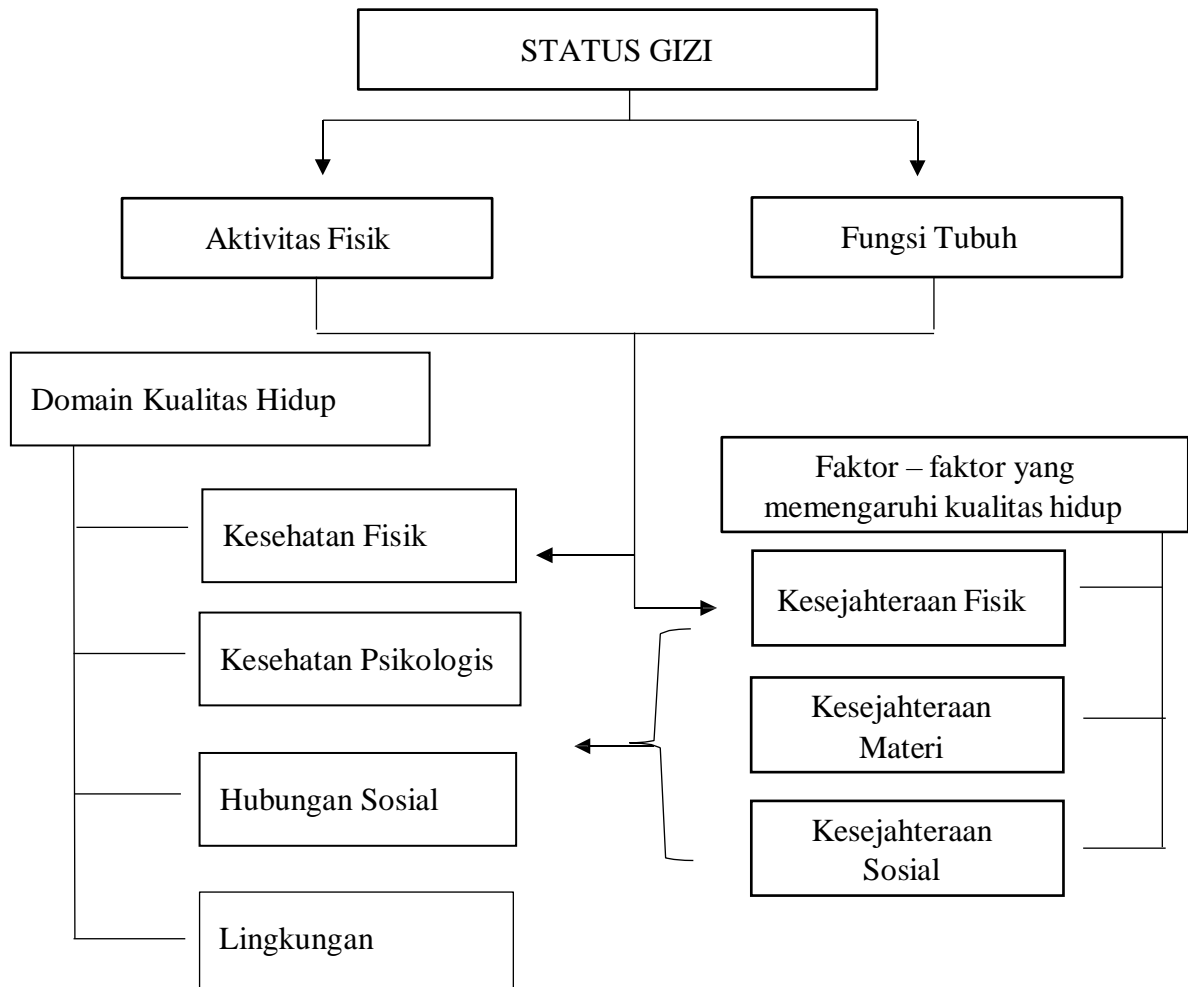 STATUS GIZI
Aktivitas Fisik
Fungsi Tubuh
Domain Kualitas Hidup
Kesehatan Fisik
Kesehatan Psikologis
Hubungan Sosial
Lingkungan
Faktor – faktor yang
memengaruhi kualitas hidup
Kesejahteraan Fisik
Kesejahteraan
Materi
Kesejahteraan
Sosial